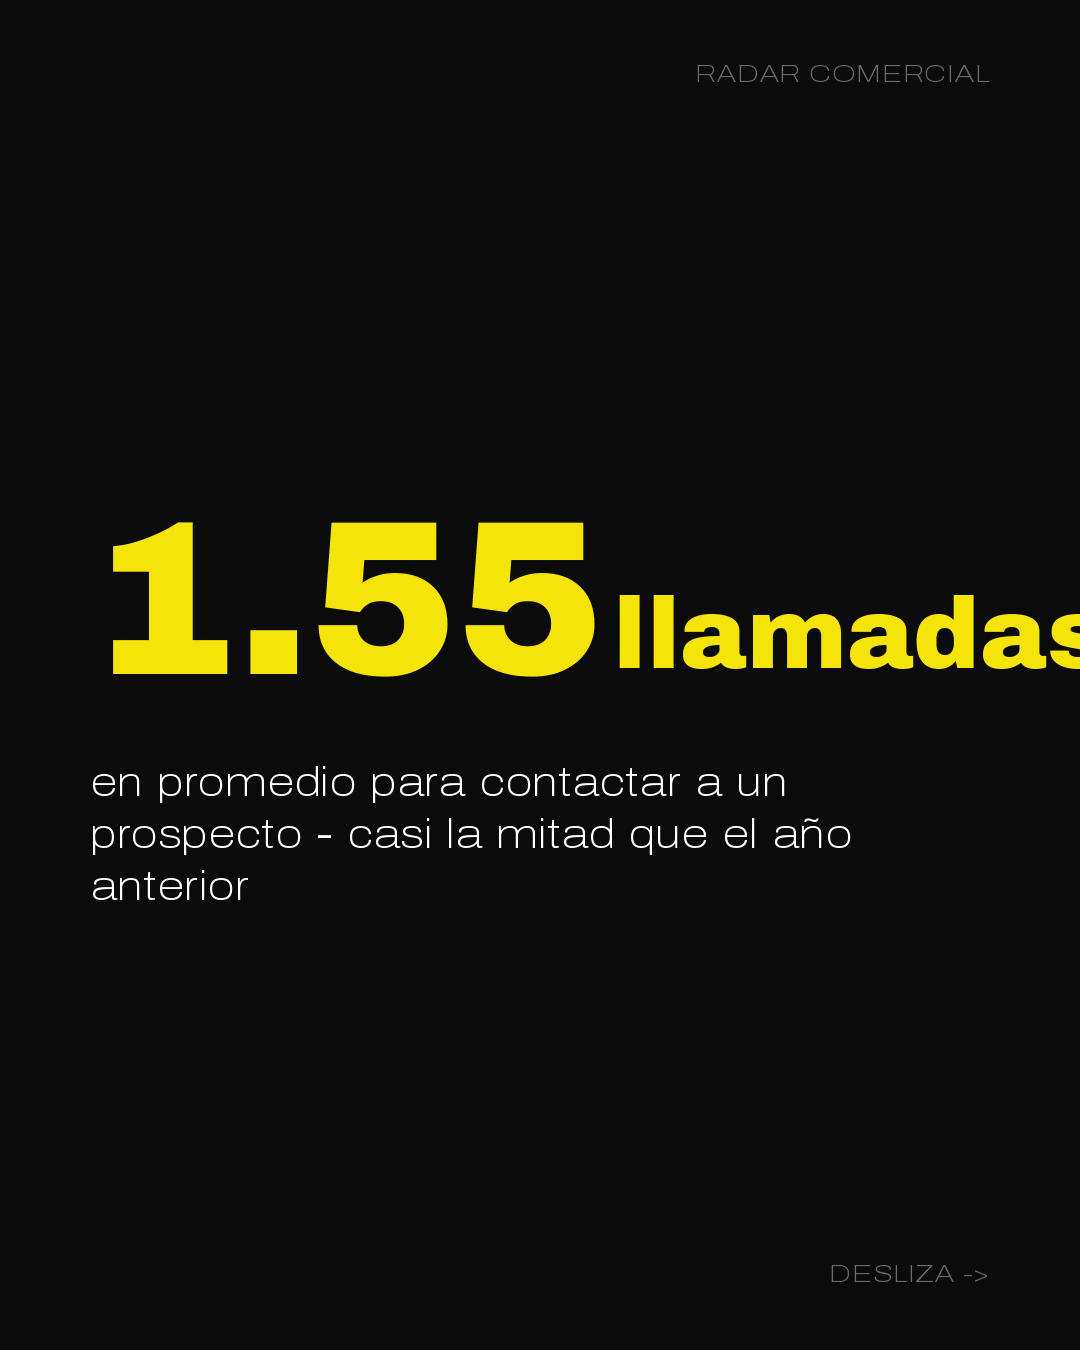 RADAR COMERCIAL
1.55 llamadas
en promedio para contactar a un
prospecto - casi la mitad que el año
anterior
DESLIZA ->